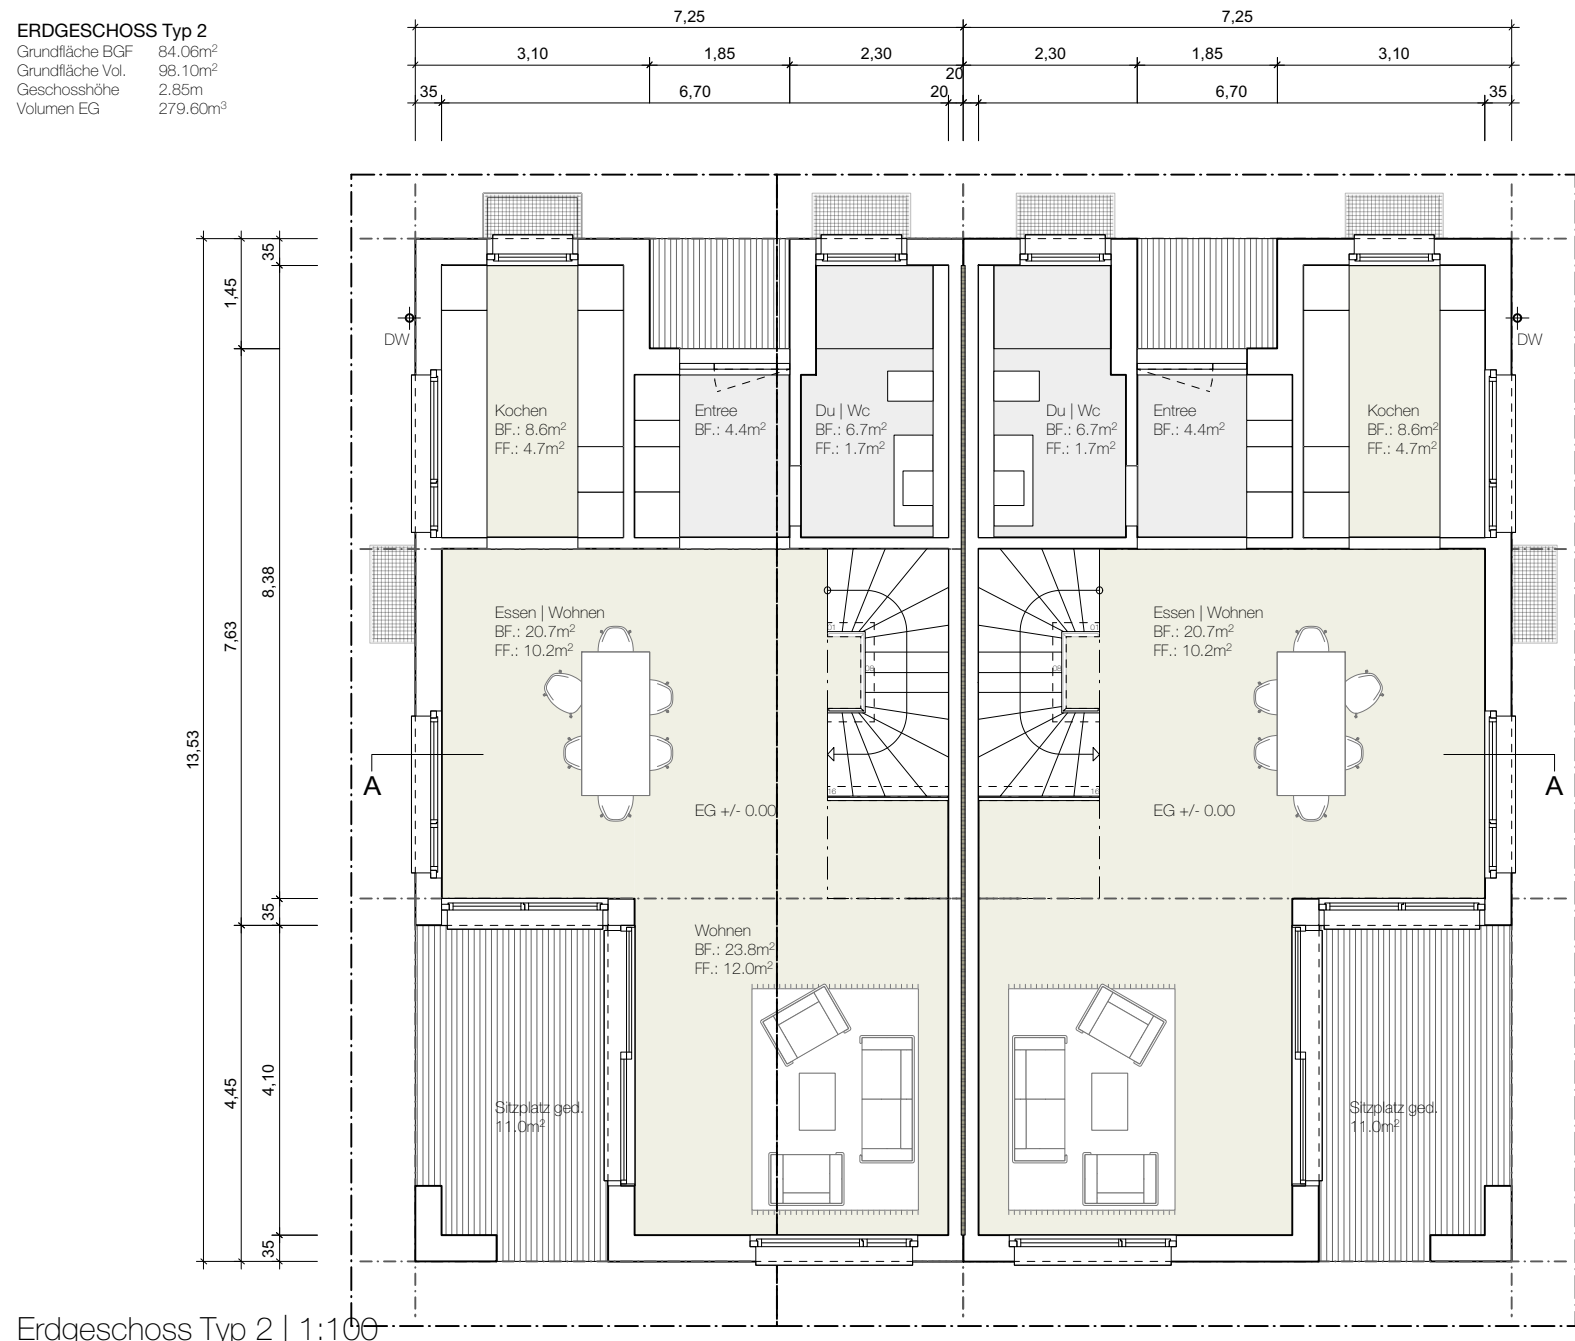 ERDGESCHOSS Typ 2
Grundfläche BGF 84.06m²
Grundfläche Vol. 98.10m²
Geschosshöhe 2.85m
Volumen EG 279.60m³
7,25 7,25
3,10 1,85 2,30 2,30 1,85 3,10
20
35 6,70 20 6,70 35
35
1,45
8,38
7,63
13,53
35
4,45
4,10
35
DW
DW
Kochen
BF.: 8.6m²
FF.: 4.7m²
Entree
BF.: 4.4m²
Du | Wc
BF.: 6.7m²
FF.: 1.7m²
Du | Wc
BF.: 6.7m²
FF.: 1.7m²
Entree
BF.: 4.4m²
Kochen
BF.: 8.6m²
FF.: 4.7m²
Essen | Wohnen
BF.: 20.7m²
FF.: 10.2m²
01
08
16
01
08
16
Essen | Wohnen
BF.: 20.7m²
FF.: 10.2m²
A
A
EG +/- 0.00
EG +/- 0.00
Wohnen
BF.: 23.8m²
FF.: 12.0m²
Sitzplatz ged.
11.0m²
Sitzplatz ged.
11.0m²
Erdgeschoss Typ 2 | 1:100